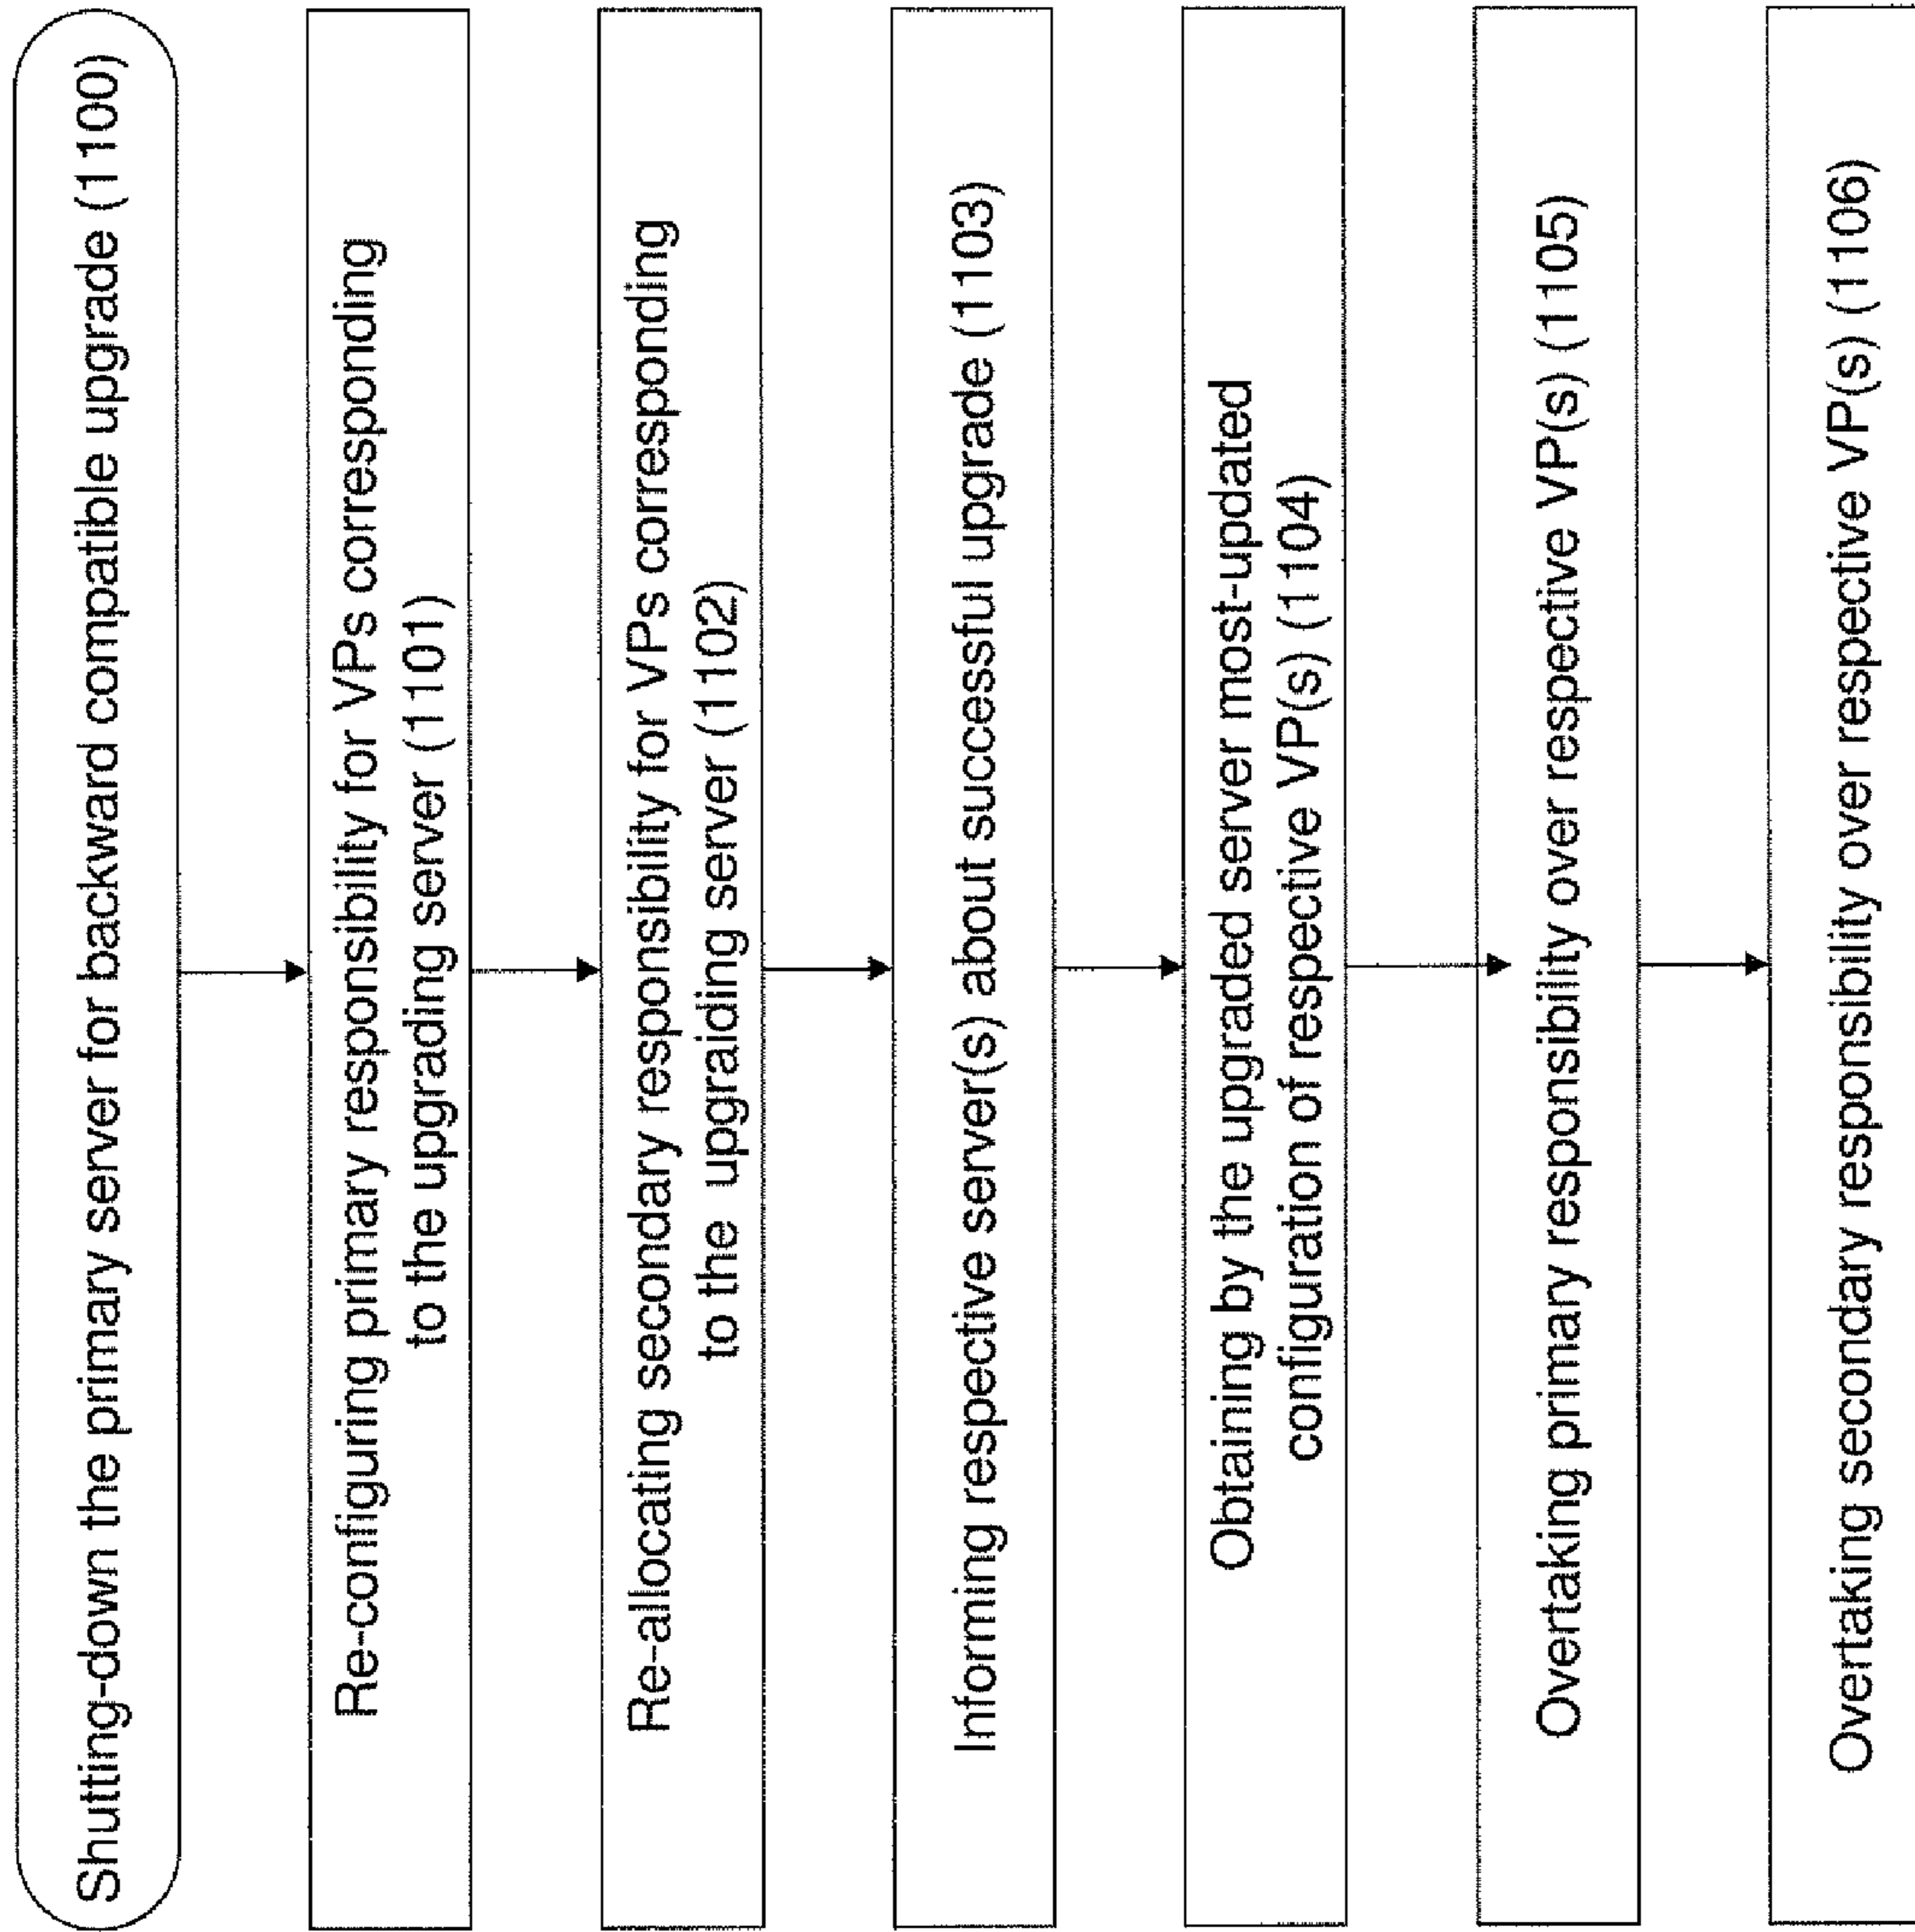 Shutting-down the primary server for backward compatible upgrade (1100)
Re-configuring primary responsibility for VPs corresponding
to the upgrading server (1101)
Re-allocating secondary responsibility for VPs corresponding
to the upgraiding server (1102)
Informing respective server(s) about successful upgrade (1103)
Obtaining by the upgraded server most-updated
configuration of respective VP(s) (1104)
Overtaking primary responsibility over respective VP(s) (1105)
Overtaking secondary responsibility over respective VP(s) (1106)